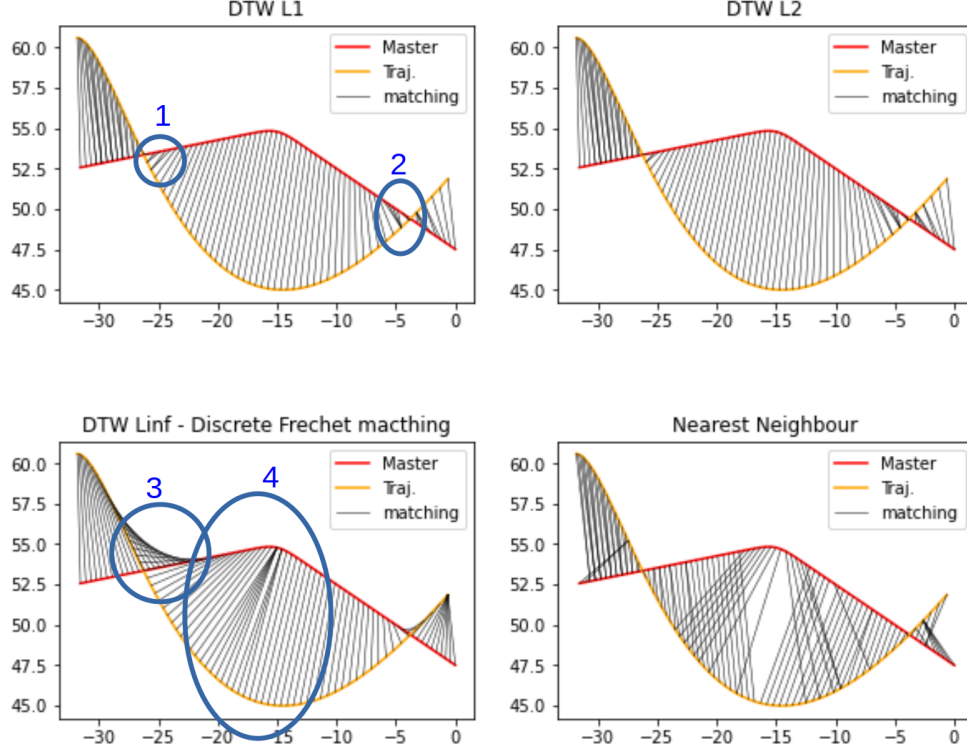 DTW L1
DTW L2
60.0
57.5
55.0
52.5
50.0
47.5
45.0
1
2
Master
Traj.
matching
−30 −25 −20 −15 −10 −5 0
60.0
57.5
55.0
52.5
50.0
47.5
45.0
Master
Traj.
matching
−30 −25 −20 −15 −10 −5 0
DTW Linf - Discrete Frechet macthing
Nearest Neighbour
60.0
57.5
55.0
52.5
50.0
47.5
45.0
3
4
Master
Traj.
matching
−30 −25 −20 −15 −10 −5 0
60.0
57.5
55.0
52.5
50.0
47.5
45.0
Master
Traj.
matching
−30 −25 −20 −15 −10 −5 0